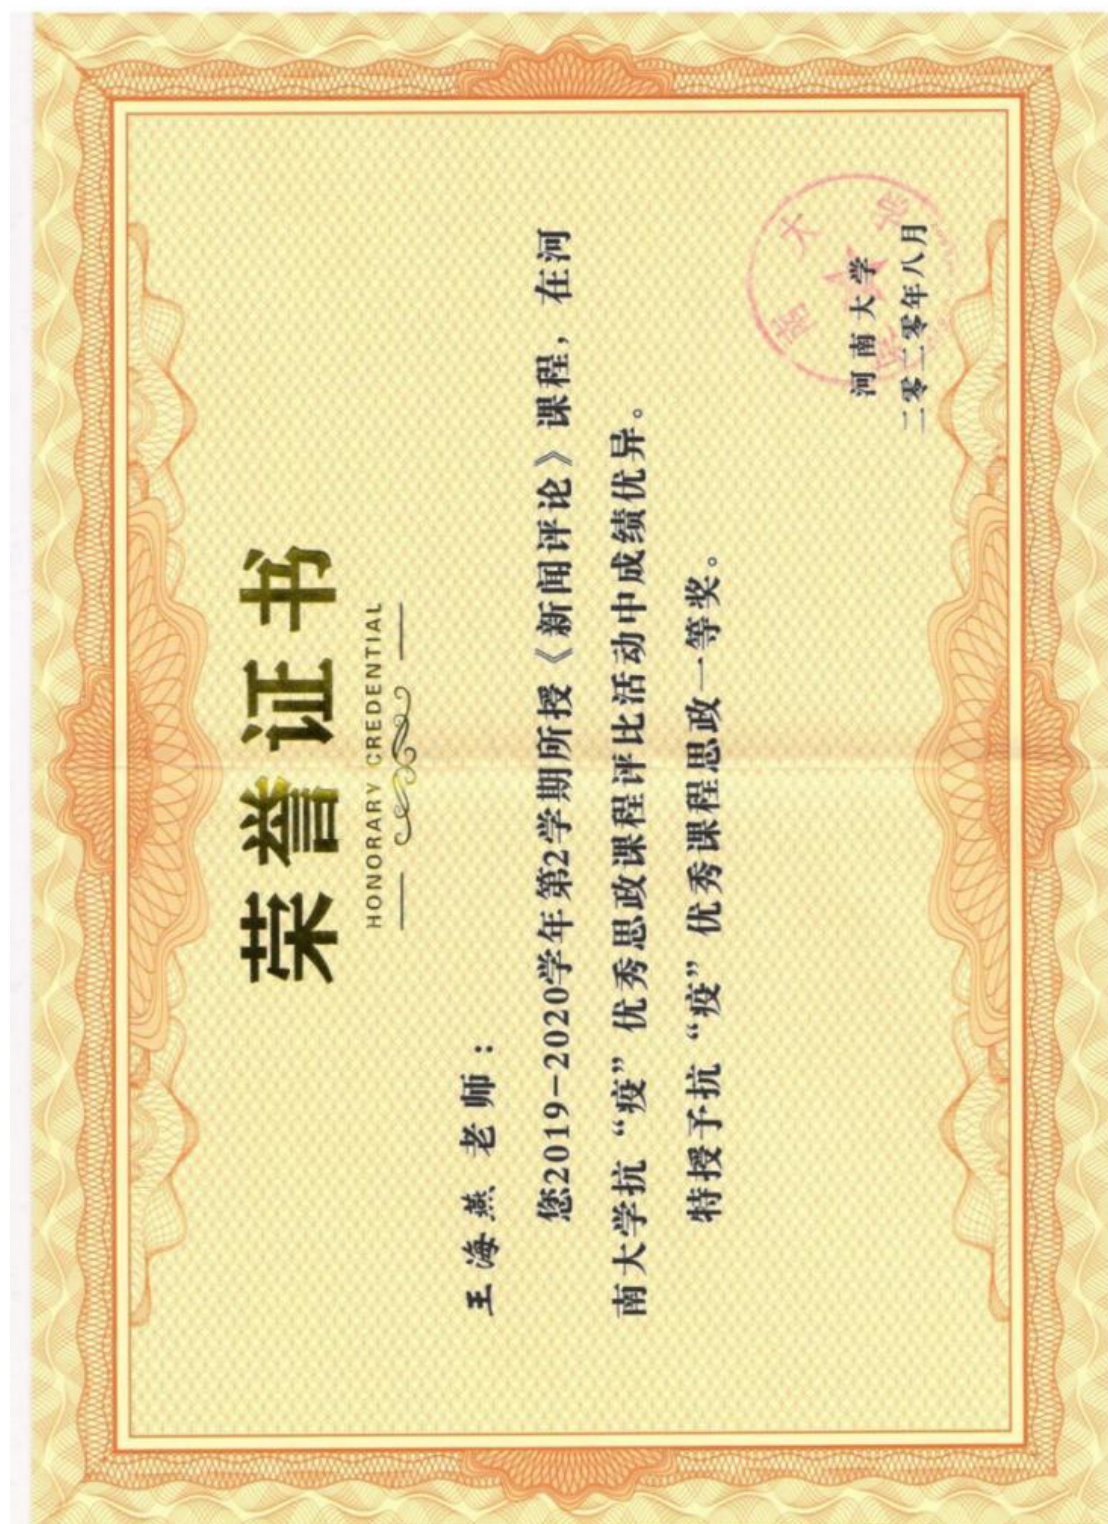 荣誉证书
HONORARY CREDENTIAL
王海燕 老师：
您2019-2020学年第2学期所授《新闻评论》课程，在河
南大学抗“疫”优秀思政课程评比活动中成绩优异。
特授予抗“疫”优秀课程思政一等奖。
河南大学
河南大学
二零二零年八月